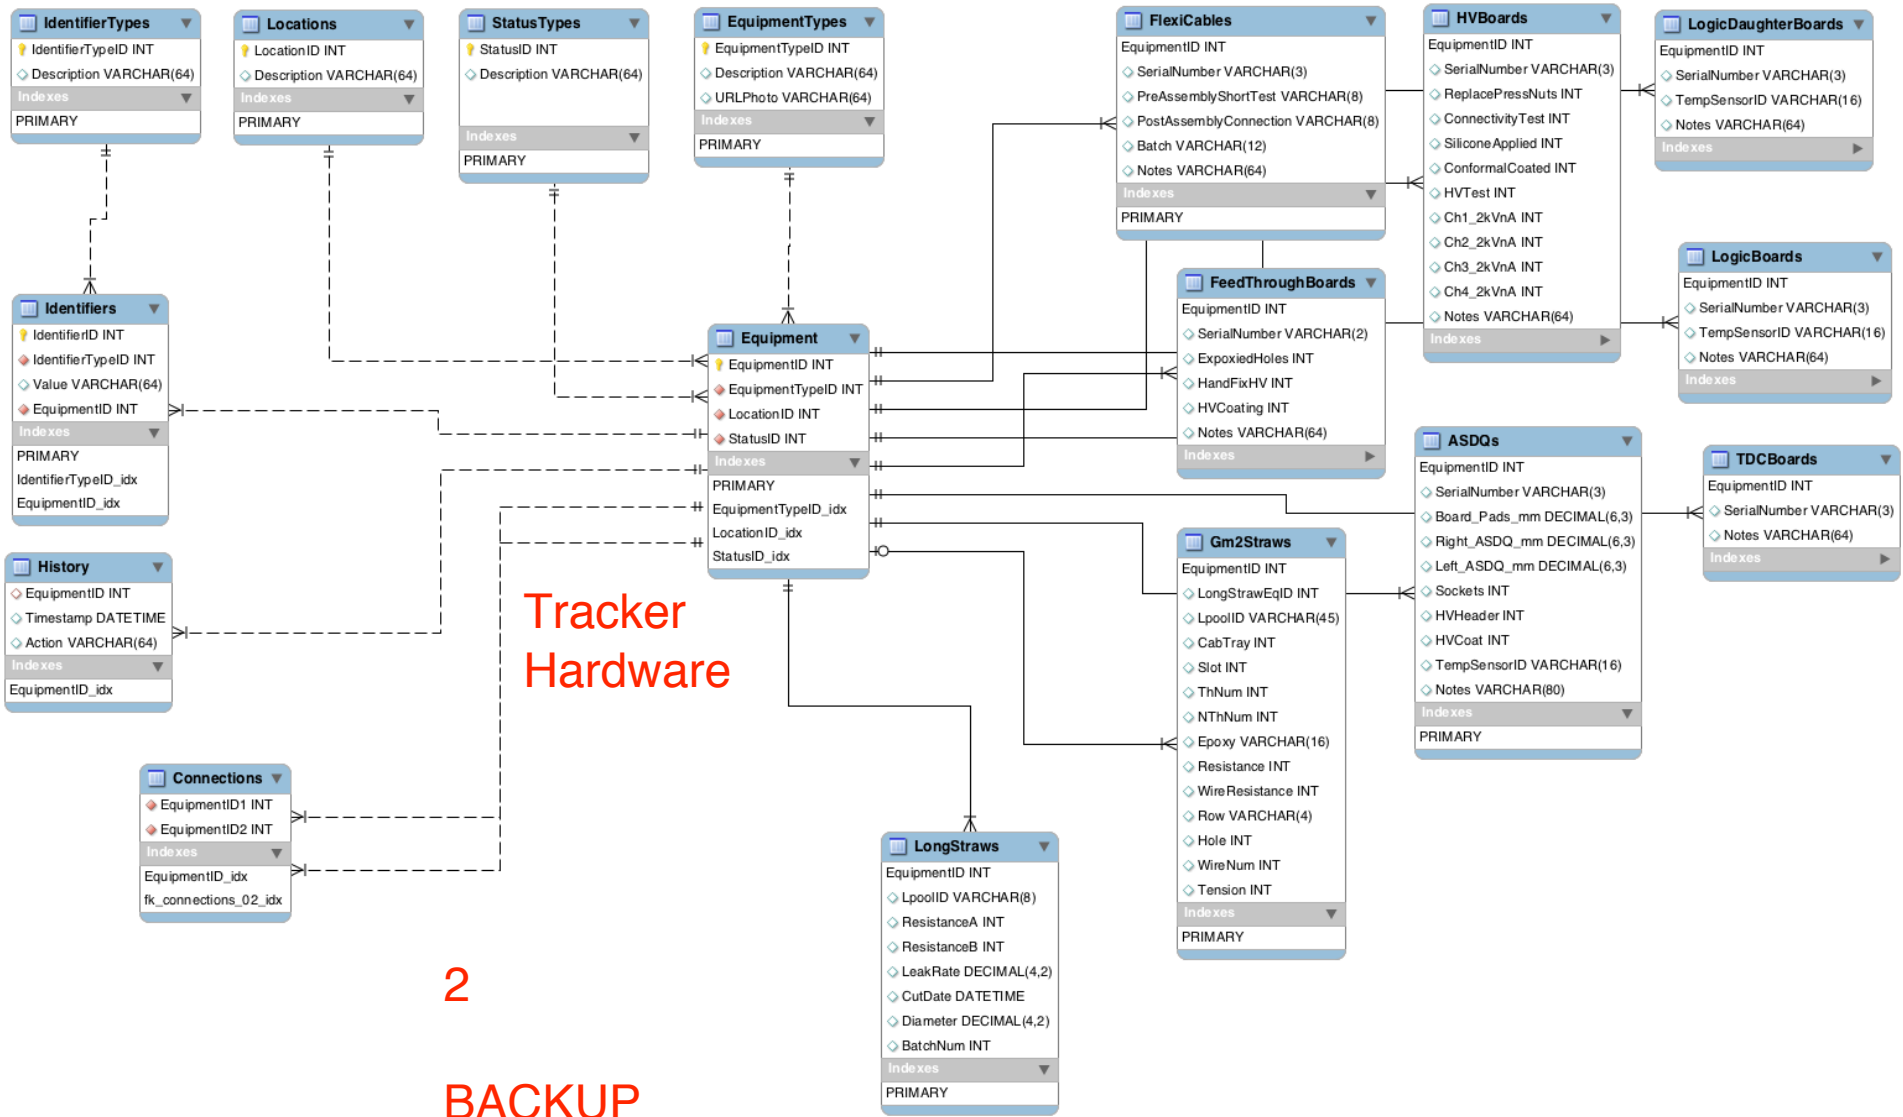 IdentifierTypes
IdentifierTypeID INT
Description VARCHAR(64)
Indexes
PRIMARY
Locations
LocationID INT
Description VARCHAR(64)
Indexes
PRIMARY
StatusTypes
StatusID INT
Description VARCHAR(64)
Indexes
PRIMARY
EquipmentTypes
EquipmentTypeID INT
Description VARCHAR(64)
URLPhoto VARCHAR(64)
Indexes
PRIMARY
FlexiCables
EquipmentID INT
SerialNumber VARCHAR(3)
PreAssemblyShortTest VARCHAR(8)
PostAssemblyConnection VARCHAR(8)
Batch VARCHAR(12)
Notes VARCHAR(64)
Indexes
PRIMARY
HVBoards
EquipmentID INT
SerialNumber VARCHAR(3)
ReplacePressNuts INT
ConnectivityTest INT
SiliconeApplied INT
ConformalCoated INT
HVTest INT
Ch1_2kVnA INT
Ch2_2kVnA INT
Ch3_2kVnA INT
Ch4_2kVnA INT
Notes VARCHAR(64)
Indexes
LogicDaughterBoards
EquipmentID INT
SerialNumber VARCHAR(3)
TempSensorID VARCHAR(16)
Notes VARCHAR(64)
Indexes
Identifiers
IdentifierID INT
IdentifierTypeID INT
Value VARCHAR(64)
EquipmentID INT
Indexes
PRIMARY
IdentifierTypeID_idx
EquipmentID_idx
Equipment
EquipmentID INT
EquipmentTypeID INT
LocationID INT
StatusID INT
Indexes
PRIMARY
EquipmentTypeID_idx
LocationID_idx
StatusID_idx
FeedThroughBoards
EquipmentID INT
SerialNumber VARCHAR(2)
ExpoxiedHoles INT
HandFixHV INT
HVCoating INT
Notes VARCHAR(64)
Indexes
LogicBoards
EquipmentID INT
SerialNumber VARCHAR(3)
TempSensorID VARCHAR(16)
Notes VARCHAR(64)
Indexes
ASDQs
EquipmentID INT
SerialNumber VARCHAR(3)
Board_Pads_mm DECIMAL(6,3)
Right_ASDQ_mm DECIMAL(6,3)
Left_ASDQ_mm DECIMAL(6,3)
Sockets INT
HVHeader INT
HVCoat INT
TempSensorID VARCHAR(16)
Notes VARCHAR(80)
Indexes
PRIMARY
TDCBoards
EquipmentID INT
SerialNumber VARCHAR(3)
Notes VARCHAR(64)
Indexes
History
EquipmentID INT
Timestamp DATETIME
Action VARCHAR(64)
Indexes
EquipmentID_idx
Tracker
Hardware
Gm2Straws
EquipmentID INT
LongStrawEqID INT
LpoolID VARCHAR(45)
CabTray INT
Slot INT
ThNum INT
NThNum INT
Epoxy VARCHAR(16)
Resistance INT
WireResistance INT
Row VARCHAR(4)
Hole INT
WireNum INT
Tension INT
Indexes
PRIMARY
Connections
EquipmentID1 INT
EquipmentID2 INT
Indexes
EquipmentID_idx
fk_connections_02_idx
LongStraws
EquipmentID INT
LpoolID VARCHAR(8)
ResistanceA INT
ResistanceB INT
LeakRate DECIMAL(4,2)
CutDate DATETIME
Diameter DECIMAL(4,2)
BatchNum INT
Indexes
PRIMARY
2
BACKUP